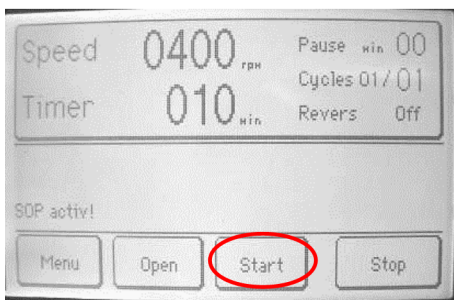 Speed 0400 rpm
Timer 010 min
Pause min 00
Cycles 01/01
Revers Off
SOP activ!
Menu Open Start Stop